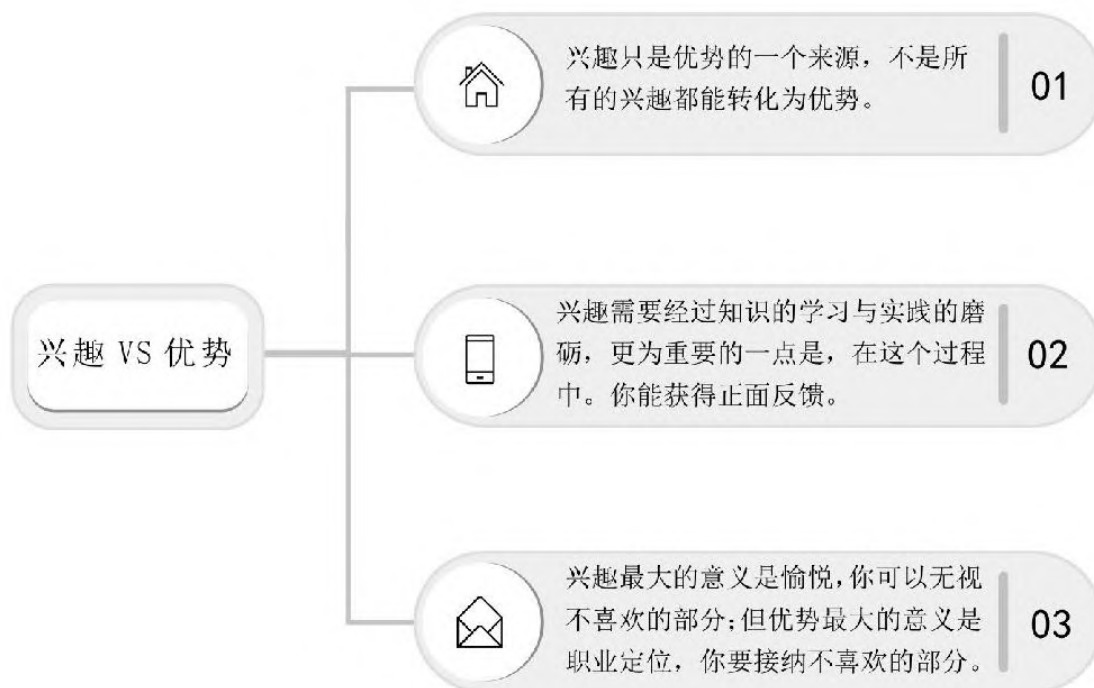 兴趣只是优势的一个来源，不是所
有的兴趣都能转化为优势。
01
兴趣 VS 优势
兴趣需要经过知识的学习与实践的磨
砺，更为重要的一点是，在这个过程
中。你能获得正面反馈。
02
兴趣最大的意义是愉悦，你可以无视
不喜欢的部分；但优势最大的意义是
职业定位，你要接纳不喜欢的部分。
03